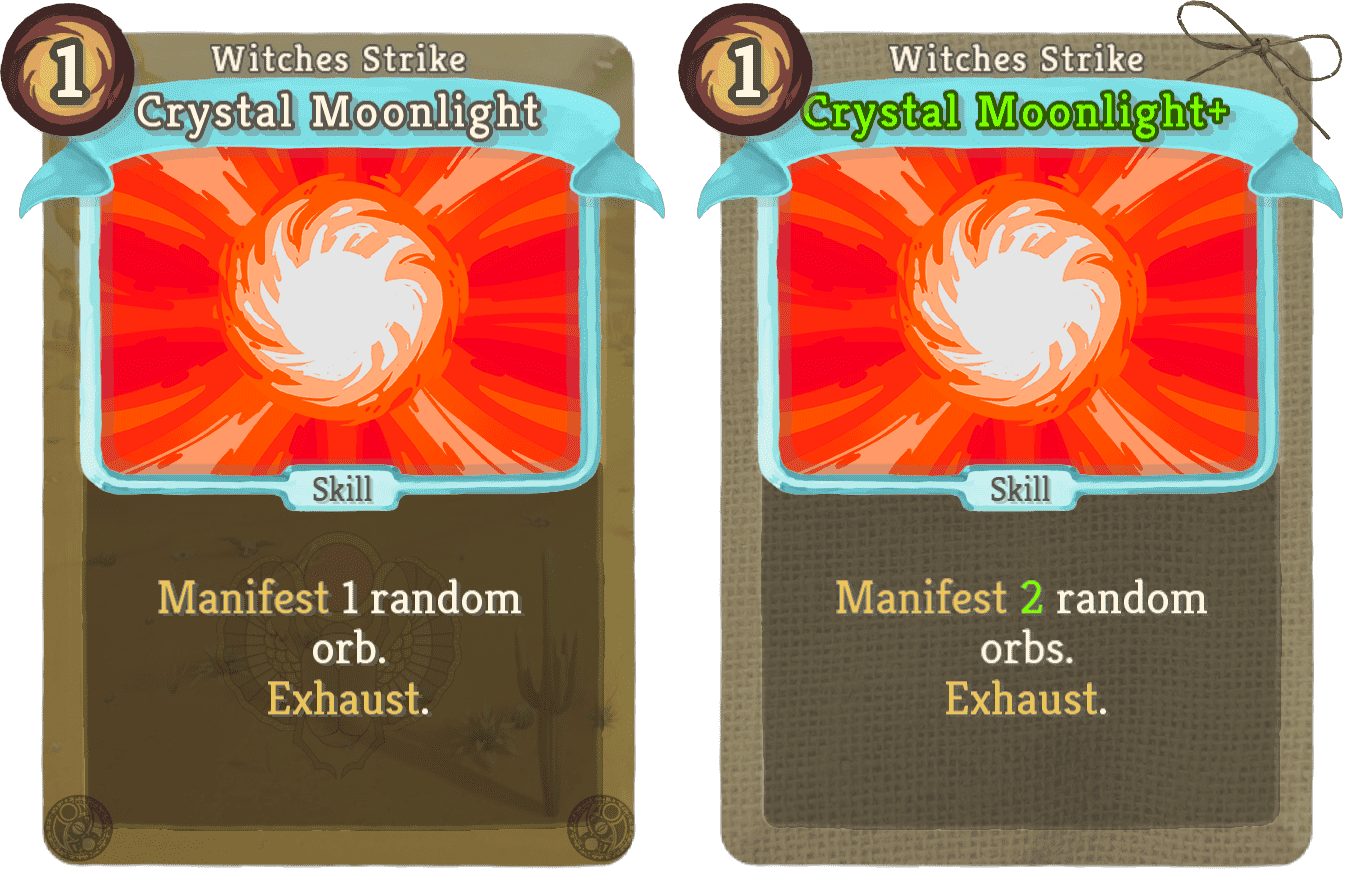 1
Witches Strike
Crystal Moonlight
Skill
Manifest 1 random
orb.
Exhaust.
1
Witches Strike
Crystal Moonlight+
Skill
Manifest 2 random
orbs.
Exhaust.